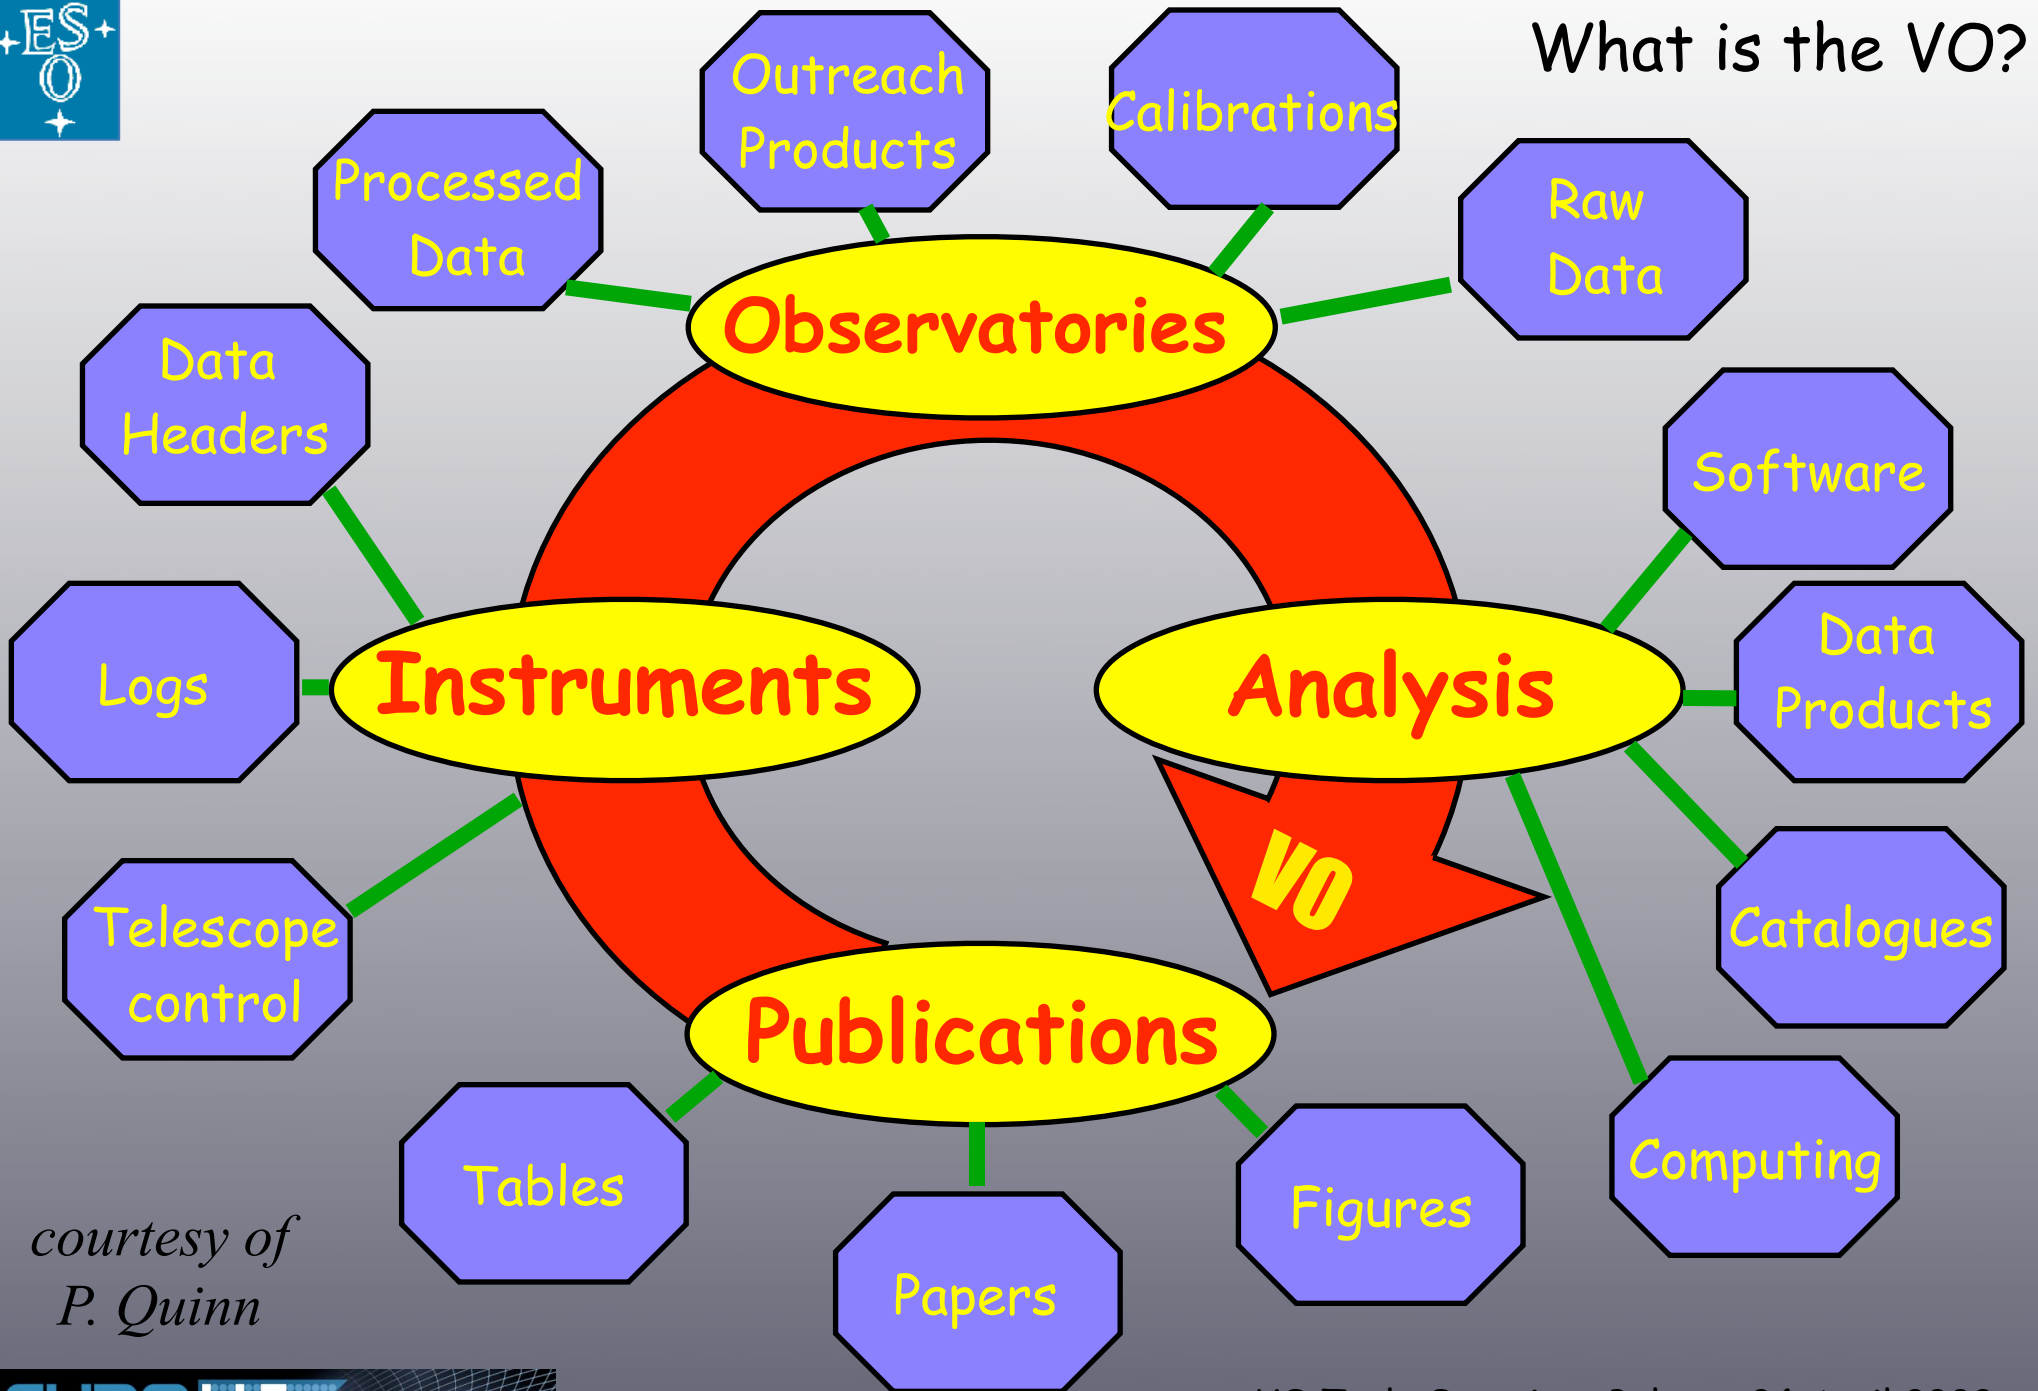 ES
O
What is the VO?
Outreach
Products
Calibrations
Processed
Data
Raw
Data
Observatories
Data
Headers
Software
Logs
Instruments
Analysis
Data
Products
VO
Telescope
control
Catalogues
Publications
Tables
Papers
Figures
Computing
courtesy of
P. Quinn